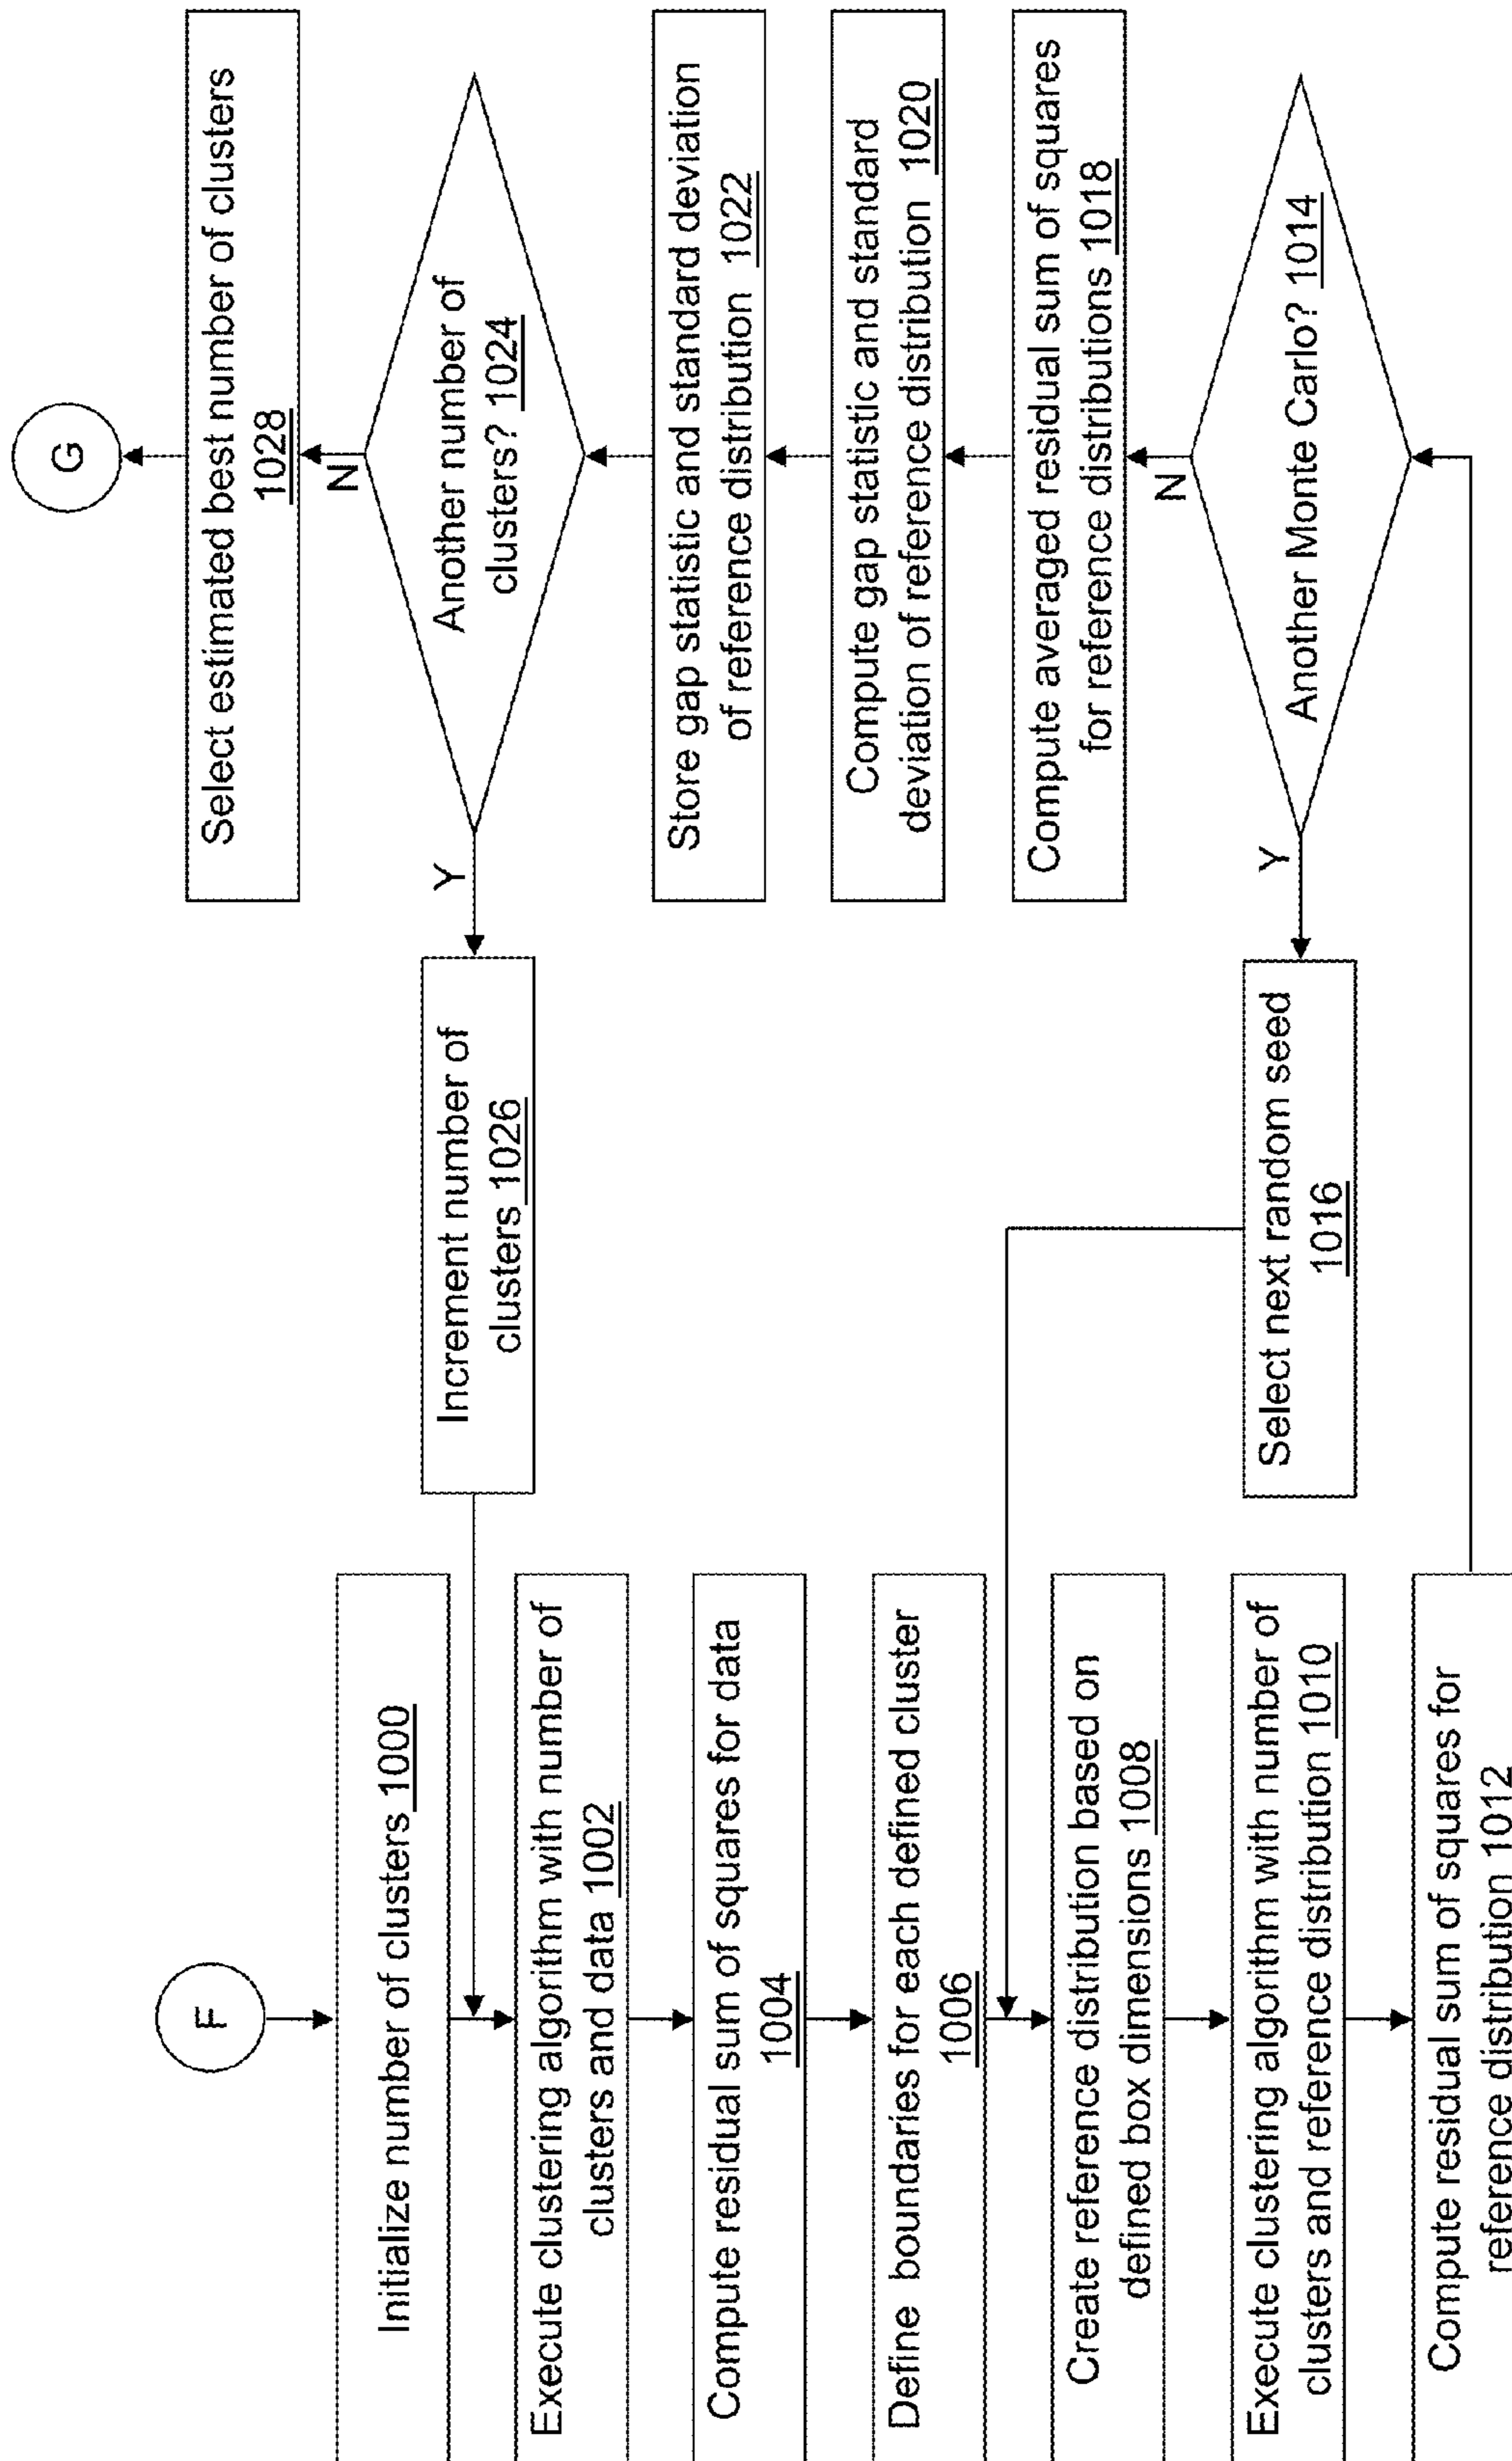 F
Initialize number of clusters 1000
Execute clustering algorithm with number of
clusters and data 1002
Compute residual sum of squares for data
1004
Define boundaries for each defined cluster
1006
Create reference distribution based on
defined box dimensions 1008
Execute clustering algorithm with number of
clusters and reference distribution 1010
Compute residual sum of squares for
reference distribution 1012
Another Monte Carlo? 1014
Y
Select next random seed
1016
N
Compute averaged residual sum of squares
for reference distributions 1018
Compute gap statistic and standard
deviation of reference distribution 1020
Store gap statistic and standard deviation
of reference distribution 1022
Another number of
clusters? 1024
Y
Increment number of
clusters 1026
N
Select estimated best number of clusters
1028
G